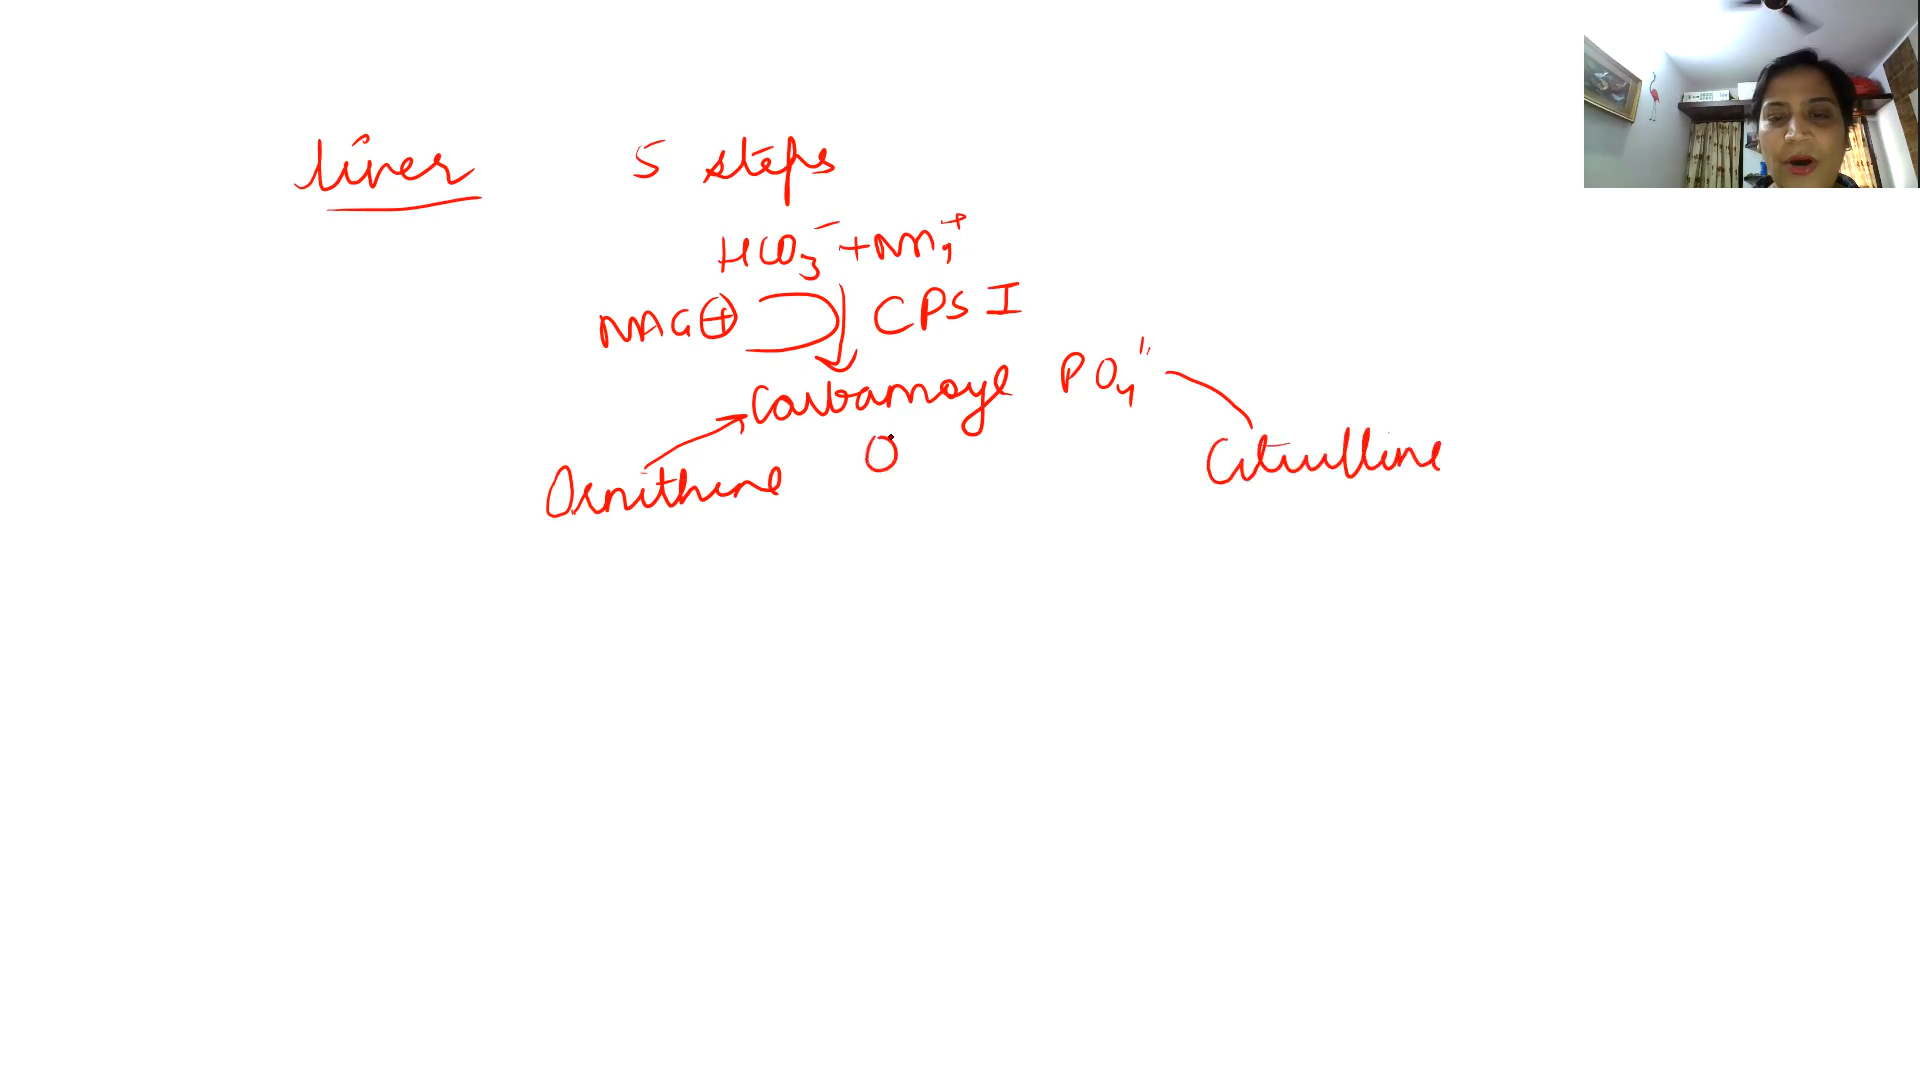 liver 5 steps
HCO₃⁻ + NH₄⁺
NAG ⊕ CPS I
Carbamoyl PO₄"
O
Ornithine Citrulline